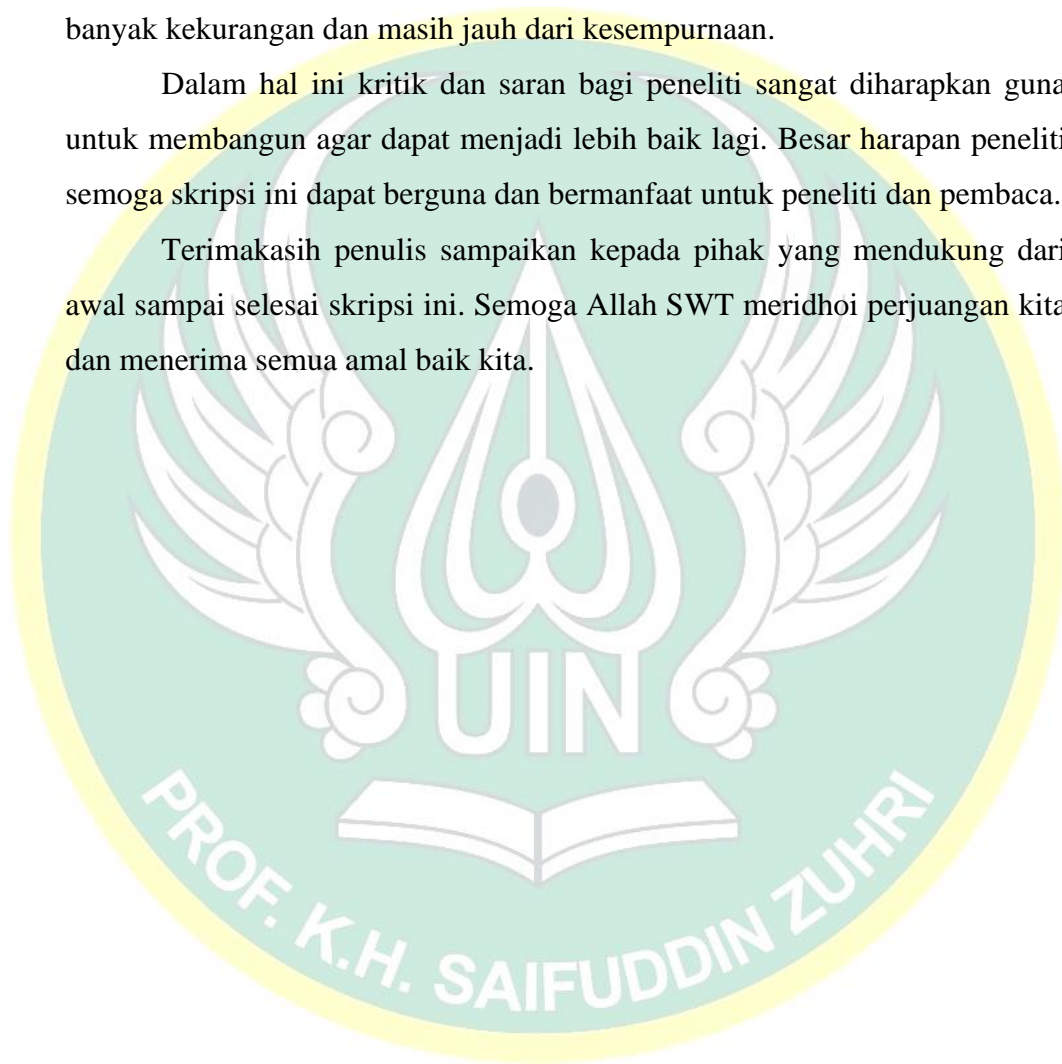 banyak kekurangan dan masih jauh dari kesempurnaan.
Dalam hal ini kritik dan saran bagi peneliti sangat diharapkan guna
untuk membangun agar dapat menjadi lebih baik lagi. Besar harapan peneliti
semoga skripsi ini dapat berguna dan bermanfaat untuk peneliti dan pembaca.
Terimakasih penulis sampaikan kepada pihak yang mendukung dari
awal sampai selesai skripsi ini. Semoga Allah SWT meridhoi perjuangan kita
dan menerima semua amal baik kita.
UIN
PROF. K.H. SAIFUDDIN ZUHRI